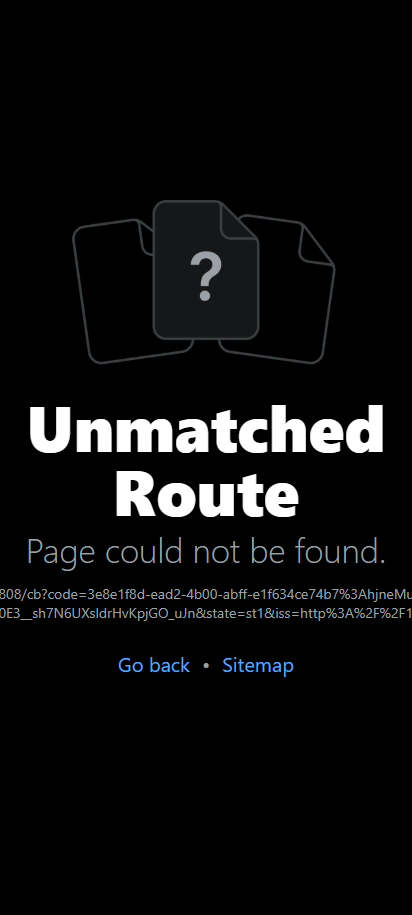 ?
Unmatched
Route
Page could not be found.
808/cb?code=3e8e1f8d-ead2-4b00-abff-e1f634ce74b7%3AhjneMu
0E3__sh7N6UXsldrHvKpjGO_uJn&state=st1&iss=http%3A%2F%2F1
Go back • Sitemap